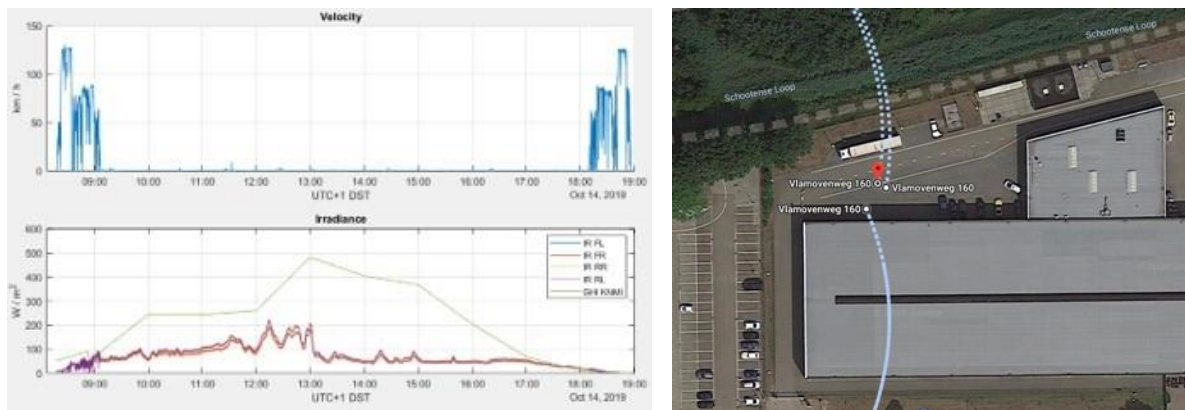 Velocity
km / h
150
100
50
0
09:00 10:00 11:00 12:00 13:00 14:00 15:00 16:00 17:00 18:00 19:00
UTC+1 DST
Oct 14, 2019
Irradiance
W / m²
600
500
400
300
200
100
0
IR FL
IR FR
IR RR
IR RL
GHI KNMI
09:00 10:00 11:00 12:00 13:00 14:00 15:00 16:00 17:00 18:00 19:00
UTC+1 DST
Oct 14, 2019
Schootense Loop
Schootense Loop
Vlamovenweg 160
Vlamovenweg 160
Vlamovenweg 160